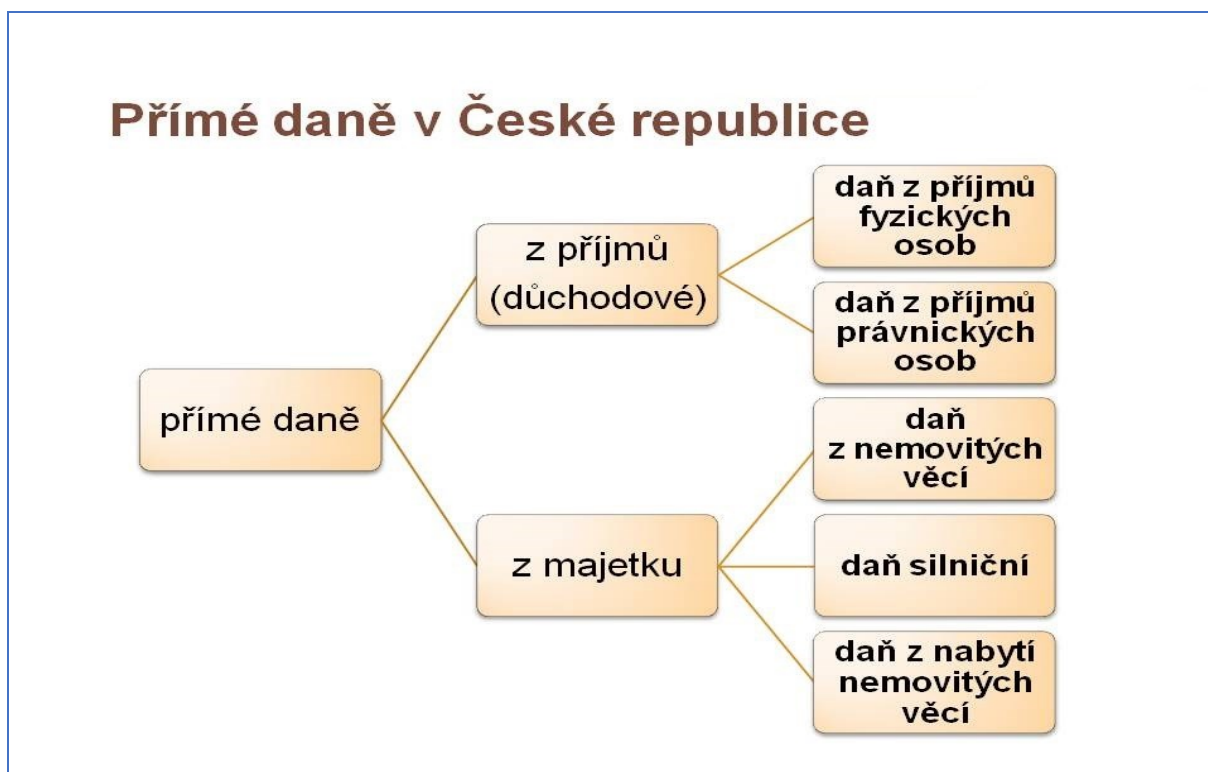 Přímé daně v České republice
daň z příjmů
fyzických
osob
z příjmů
(důchodové)
daň z příjmů
právnických
osob
přímé daně
daň
z nemovitých
věcí
z majetku
daň silniční
daň z nabytí
nemovitých
věcí